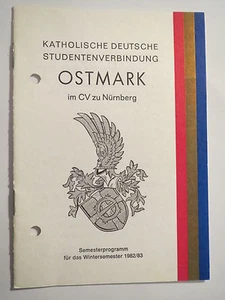 KATHOLISCHE DEUTSCHE
STUDENTENVERBINDUNG
OSTMARK
im CV zu Nürnberg
Semesterprogramm
für das Wintersemester 1982/83